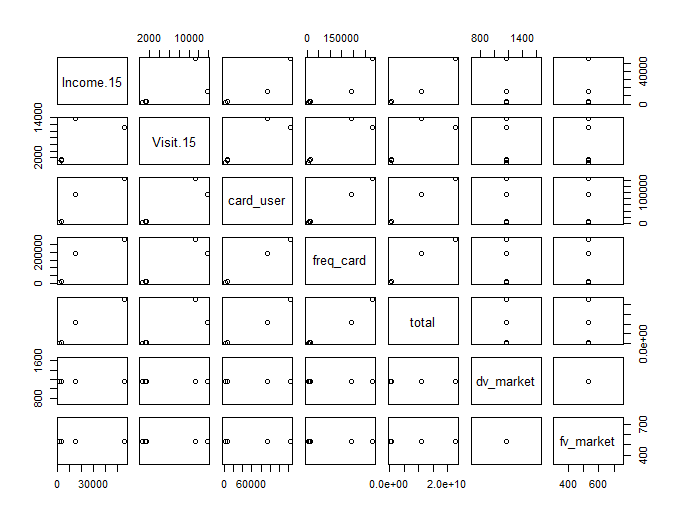 2000 10000
0 150000
800 1400
Income.15
0 40000
2000 14000
Visit.15
card_user
0 100000
0 200000
freq_card
total
0.0e+00
800 1600
dv_market
fv_market
400 700
0 30000
0 60000
0.0e+00 2.0e+10
400 600